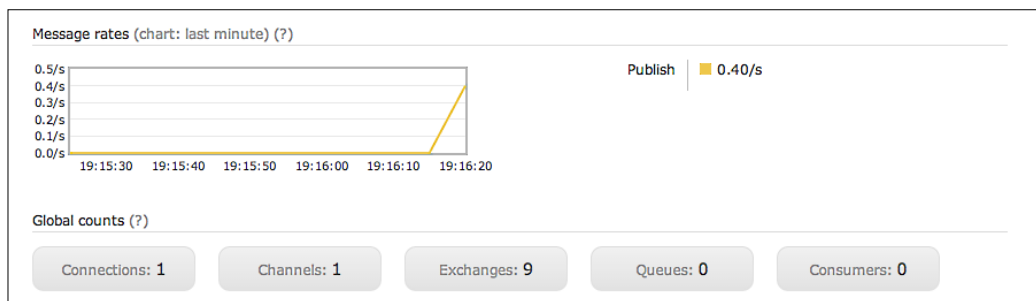 Message rates (chart: last minute) (?)
0.5/s
0.4/s
0.3/s
0.2/s
0.1/s
0.0/s
19:15:30 19:15:40 19:15:50 19:16:00 19:16:10 19:16:20
Publish 0.40/s
Global counts (?)
Connections: 1 Channels: 1 Exchanges: 9 Queues: 0 Consumers: 0